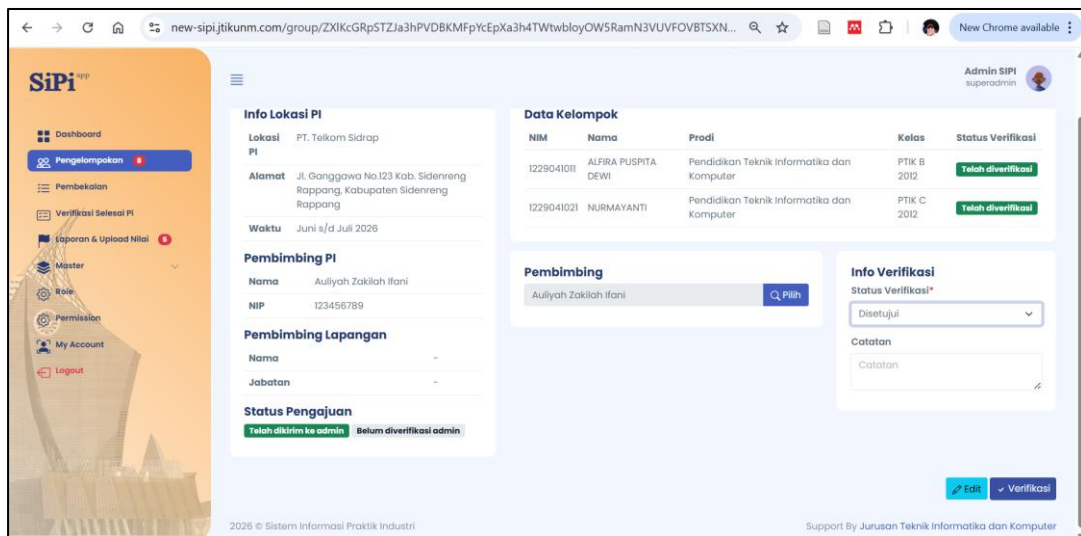 new-sipi.jtikunm.com/group/ZXlKcGRpSTZJa3hPVDBKMFpYcEpXa3h4TWtwbloyOW5RamN3VUVFOVBTSXN...
New Chrome available
SiPi app
Admin SIPI
superadmin
Dashboard
Pengelompokan 8
Pembekalan
Verifikasi Selesai PI
Laporan & Upload Nilai 5
Master
Role
Permission
My Account
Logout
Info Lokasi PI
Lokasi PT. Telkom Sidrap
PI
Alamat Jl. Ganggawa No.123 Kab. Sidenreng
Rappang, Kabupaten Sidenreng
Rappang
Waktu Juni s/d Juli 2026
Pembimbing PI
Nama Auliyah Zakilah Ifani
NIP 123456789
Pembimbing Lapangan
Nama -
Jabatan -
Status Pengajuan
Telah dikirim ke admin Belum diverifikasi admin
Data Kelompok
NIM Nama Prodi Kelas Status Verifikasi
1229041011 ALFIRA PUSPITA Pendidikan Teknik Informatika dan PTIK B Telah diverifikasi
DEWI Komputer 2012
1229041021 NURMAYANTI Pendidikan Teknik Informatika dan PTIK C Telah diverifikasi
Komputer 2012
Pembimbing
Auliyah Zakilah Ifani Pilih
Info Verifikasi
Status Verifikasi*
Disetujui
Catatan
Catatan
Edit Verifikasi
2026 © Sistem Informasi Praktik Industri
Support By Jurusan Teknik Informatika dan Komputer